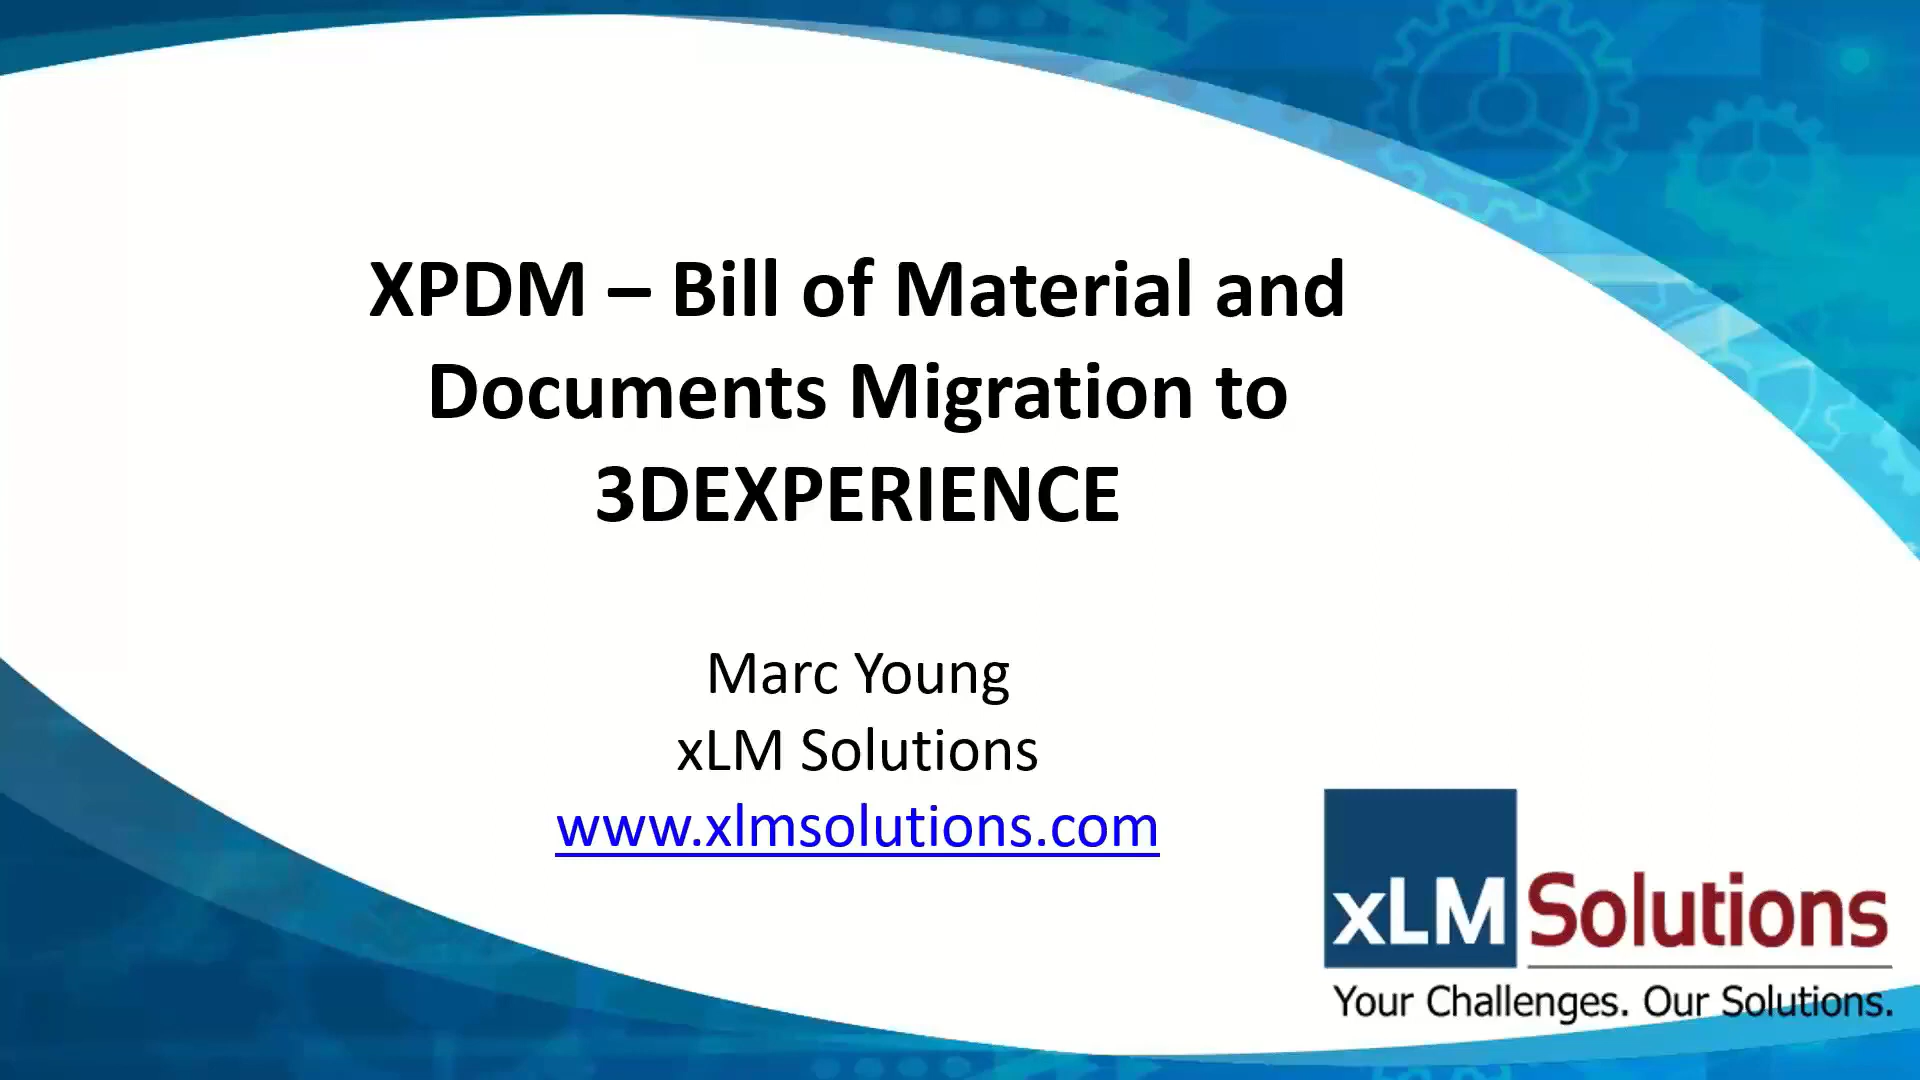 XPDM – Bill of Material and
Documents Migration to
3DEXPERIENCE
Marc Young
xLM Solutions
www.xlmsolutions.com
xLM Solutions
Your Challenges. Our Solutions.